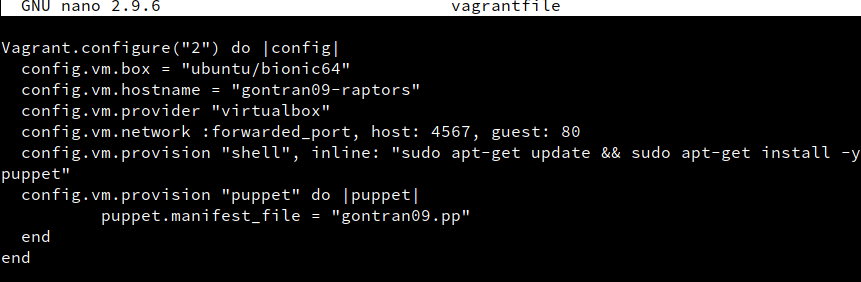 GNU nano 2.9.6 vagrantfile
Vagrant.configure("2") do |config|
  config.vm.box = "ubuntu/bionic64"
  config.vm.hostname = "gontran09-raptors"
  config.vm.provider "virtualbox"
  config.vm.network :forwarded_port, host: 4567, guest: 80
  config.vm.provision "shell", inline: "sudo apt-get update && sudo apt-get install -y
puppet"
  config.vm.provision "puppet" do |puppet|
          puppet.manifest_file = "gontran09.pp"
  end
end